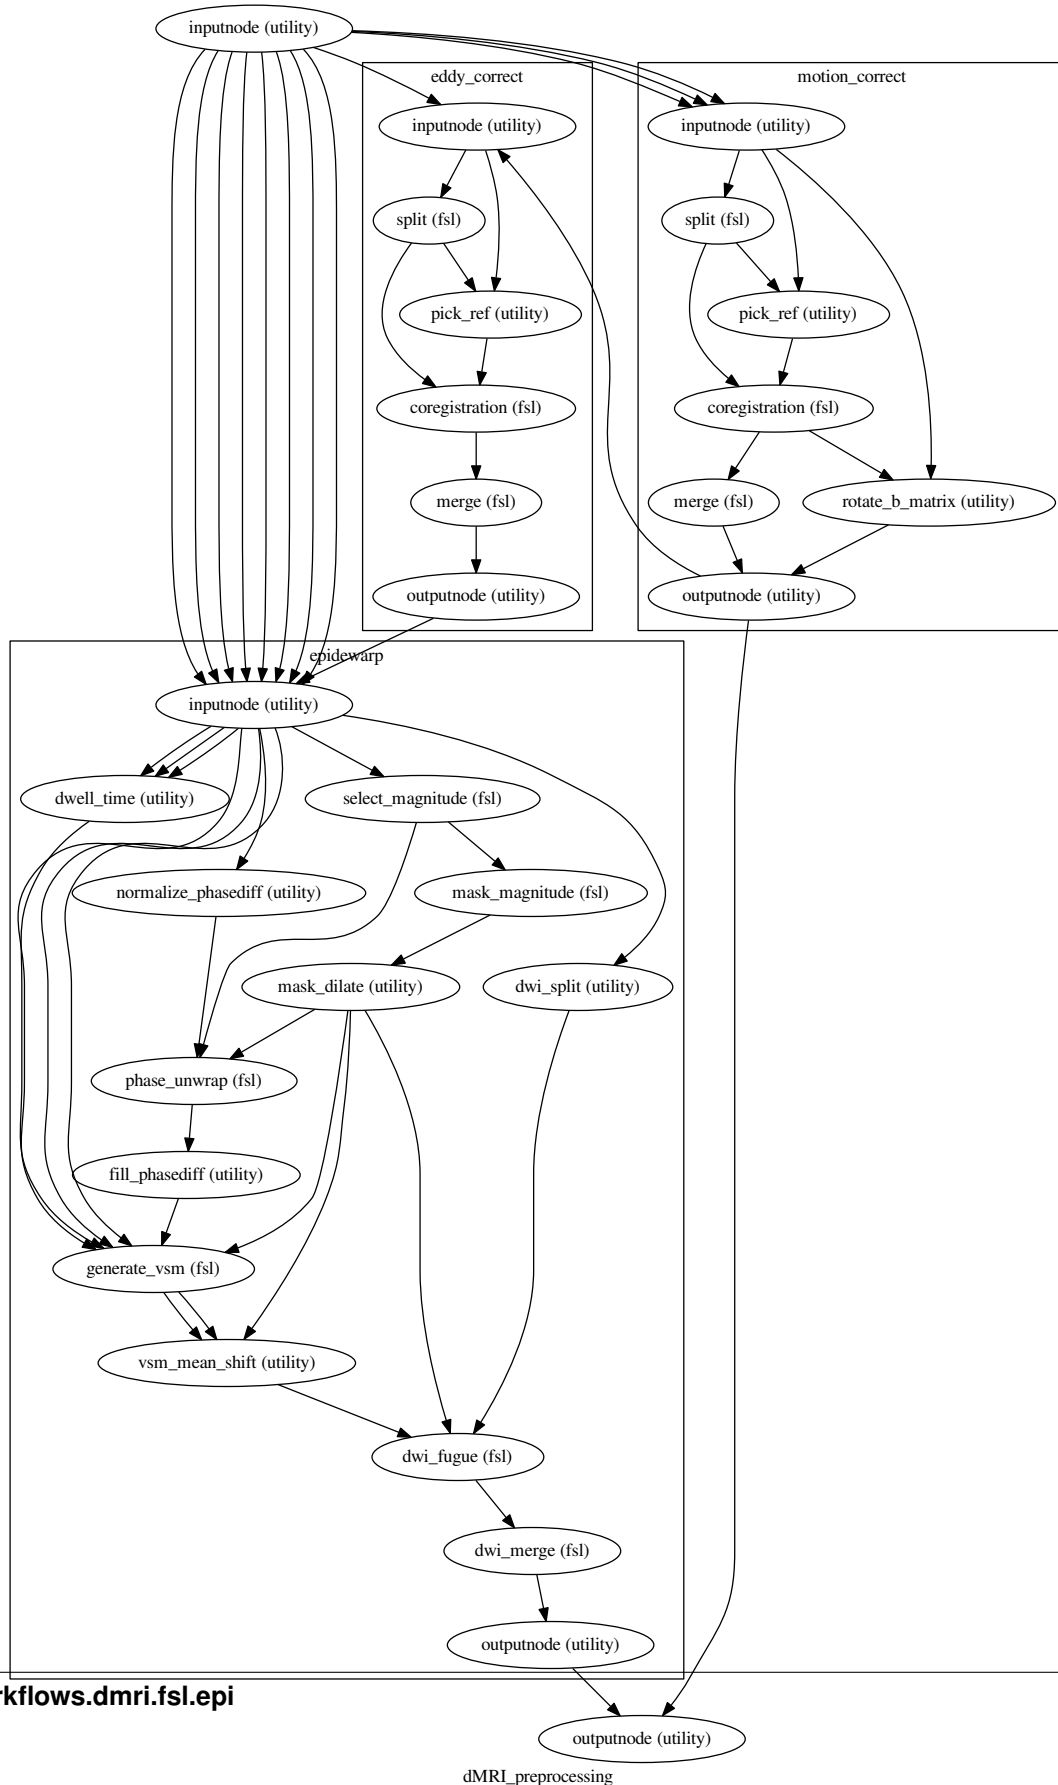 inputnode (utility)
eddy_correct
motion_correct
inputnode (utility)
inputnode (utility)
split (fsl)
split (fsl)
pick_ref (utility)
pick_ref (utility)
coregistration (fsl)
coregistration (fsl)
merge (fsl)
merge (fsl)
rotate_b_matrix (utility)
outputnode (utility)
outputnode (utility)
epidewarp
inputnode (utility)
dwell_time (utility)
select_magnitude (fsl)
normalize_phasediff (utility)
mask_magnitude (fsl)
mask_dilate (utility)
dwi_split (utility)
phase_unwrap (fsl)
fill_phasediff (utility)
generate_vsm (fsl)
vsm_mean_shift (utility)
dwi_fugue (fsl)
dwi_merge (fsl)
outputnode (utility)
rkflows.dmri.fsl.epi
outputnode (utility)
dMRI_preprocessing